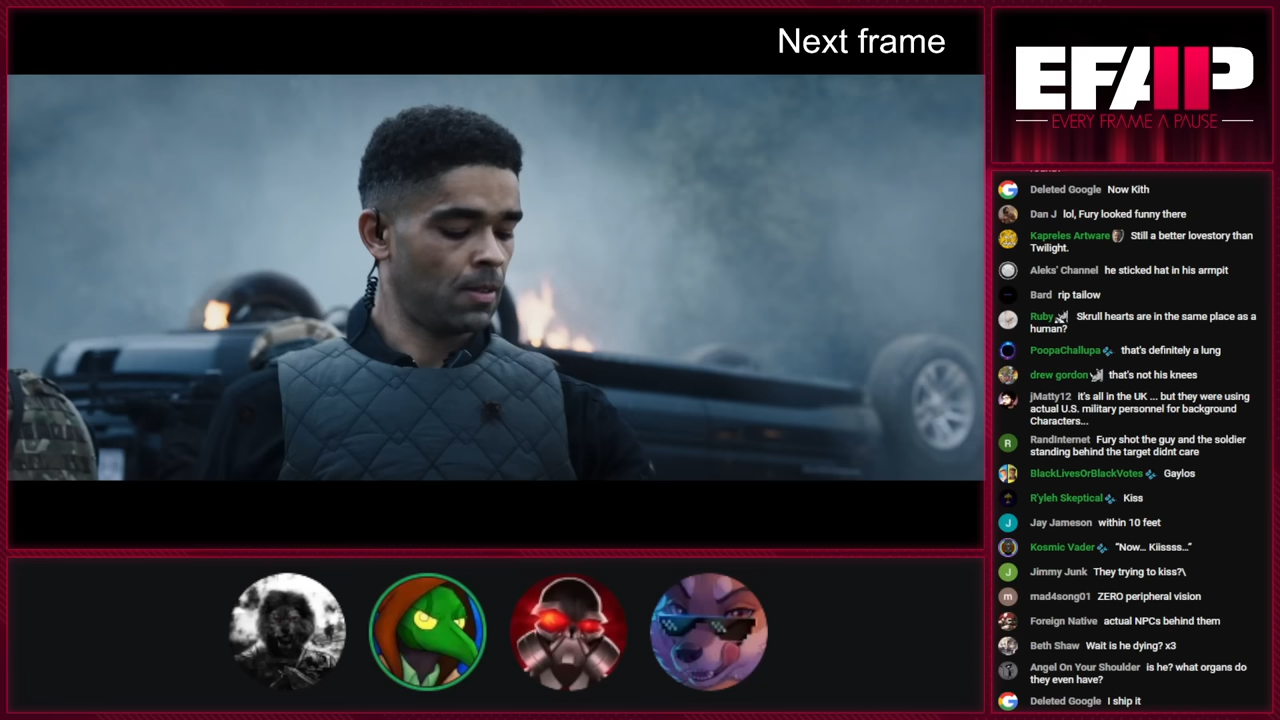 Next frame
EFAP
EVERY FRAME A PAUSE
Deleted Google Now Kith
Dan J lol, Fury looked funny there
Kapreles Artware Still a better lovestory than
Twilight.
Aleks' Channel he sticked hat in his armpit
Bard rip tailow
Ruby Skrull hearts are in the same place as a
human?
PoopaChallupa that's definitely a lung
drew gordon that's not his knees
jMatty12 it's all in the UK ... but they were using
actual U.S. military personnel for background
Characters...
R RandInternet Fury shot the guy and the soldier
standing behind the target didnt care
BlackLivesOrBlackVotes Gaylos
R'yleh Skeptical Kiss
J Jay Jameson within 10 feet
Kosmic Vader “Now... Kiissss...”
J Jimmy Junk They trying to kiss?\
m mad4song01 ZERO peripheral vision
Foreign Native actual NPCs behind them
Beth Shaw Wait is he dying? x3
Angel On Your Shoulder is he? what organs do
they even have?
Deleted Google I ship it